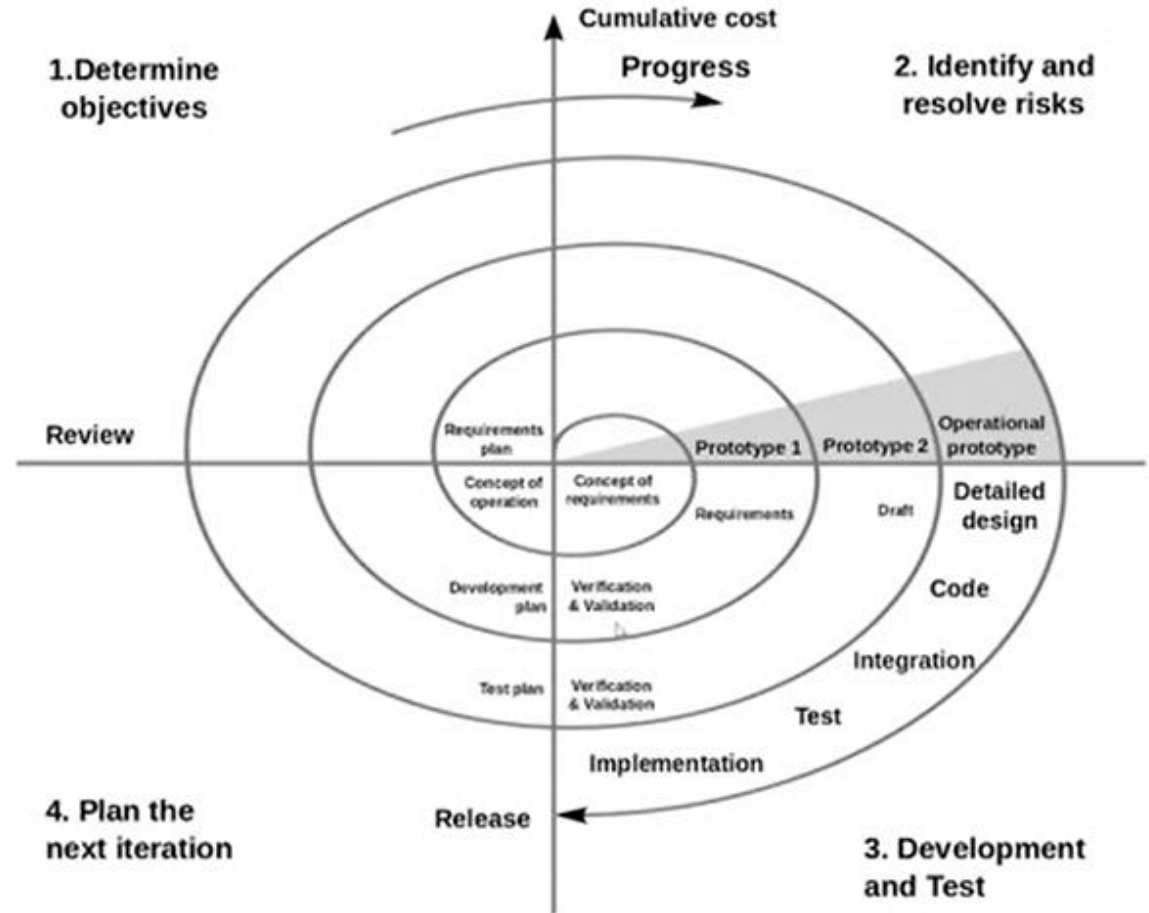 Cumulative cost
Progress
1.Determine
objectives
2. Identify and
resolve risks
Review
Requirements
plan
Prototype 1
Prototype 2
Operational
prototype
Concept of
operation
Concept of
requirements
Requirements
Draft
Detailed
design
Code
Development
plan
Verification
& Validation
Integration
Test plan
Verification
& Validation
Test
Implementation
Release
4. Plan the
next iteration
3. Development
and Test